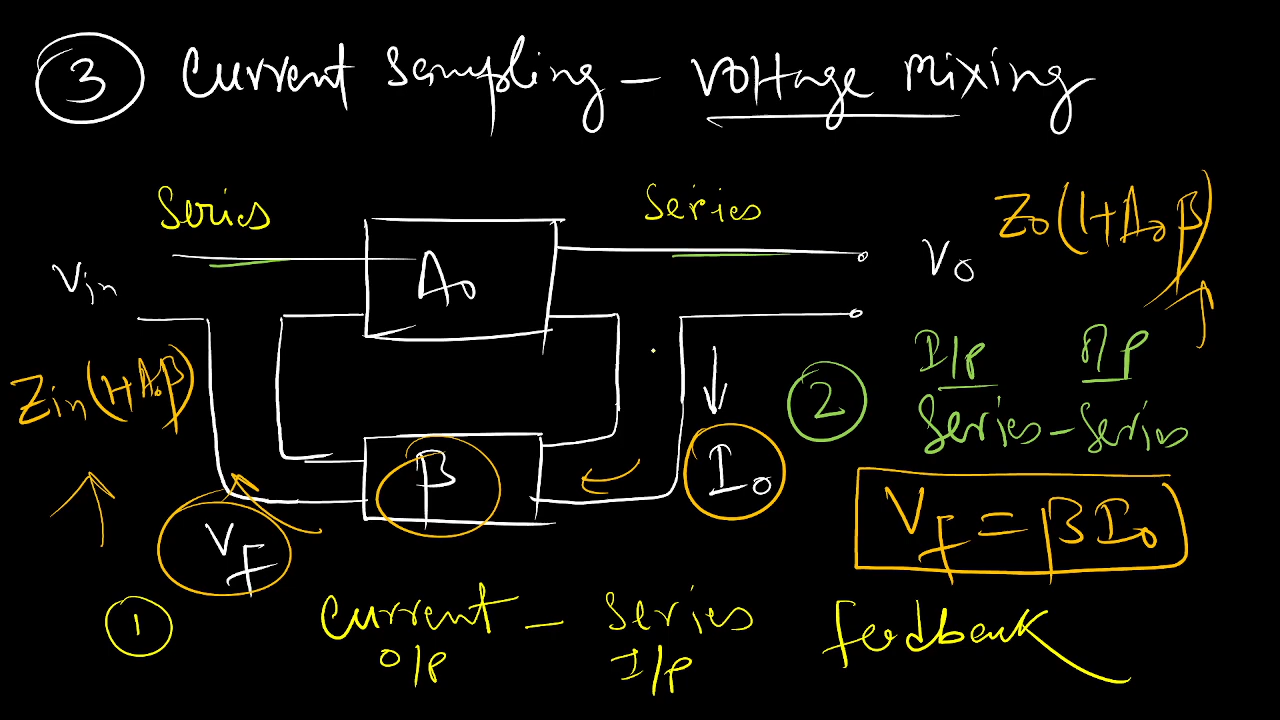 3 Current Sampling - Voltage Mixing
Series
Series
Zo(1+Aoβ)
Vin
Ao
Vo
Zin(1+Aoβ)
I/p
Series - Series
2
β
Io
VF
VF = βIo
1
Current - Series feedback
O/P
I/P